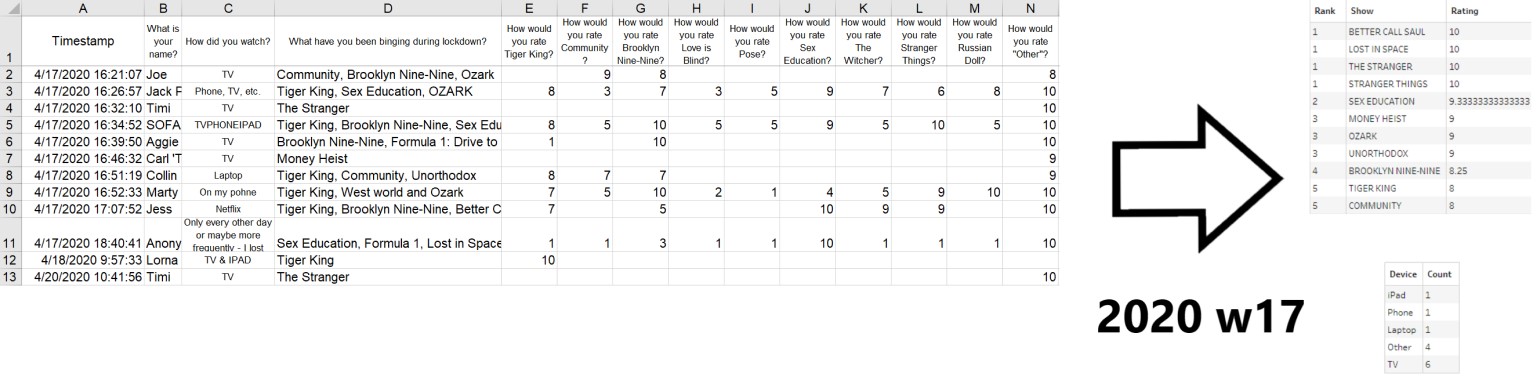 A B C D E F G H I J K L M N
1 Timestamp What is your name? How did you watch? What have you been binging during lockdown? How would you rate Tiger King? How would you rate Community? How would you rate Brooklyn Nine-Nine? How would you rate Love is Blind? How would you rate Pose? How would you rate Sex Education? How would you rate The Witcher? How would you rate Stranger Things? How would you rate Russian Doll? How would you rate "Other"?
2 4/17/2020 16:21:07 Joe TV Community, Brooklyn Nine-Nine, Ozark 9 8 8
3 4/17/2020 16:26:57 Jack F Phone, TV, etc. Tiger King, Sex Education, OZARK 8 3 7 3 5 9 7 6 8 10
4 4/17/2020 16:32:10 Timi TV The Stranger 10
5 4/17/2020 16:34:52 SOFA TVPHONEIPAD Tiger King, Brooklyn Nine-Nine, Sex Edu 8 5 10 5 5 9 5 10 5 10
6 4/17/2020 16:39:50 Aggie TV Brooklyn Nine-Nine, Formula 1: Drive to 1 10 10
7 4/17/2020 16:46:32 Carl 'T TV Money Heist 9
8 4/17/2020 16:51:19 Collin Laptop Tiger King, Community, Unorthodox 8 7 7 9
9 4/17/2020 16:52:33 Marty On my pohne Tiger King, West world and Ozark 7 5 10 2 1 4 5 9 10 10
10 4/17/2020 17:07:52 Jess Netflix Tiger King, Brooklyn Nine-Nine, Better C 7 5 10 9 9 10
11 4/17/2020 18:40:41 Anony Only every other day or maybe more frequently - I lost Sex Education, Formula 1, Lost in Space 1 1 3 1 1 10 1 1 1 10
12 4/18/2020 9:57:33 Lorna TV & IPAD Tiger King 10
13 4/20/2020 10:41:56 Timi TV The Stranger 10
2020 w17
Rank Show Rating
1 BETTER CALL SAUL 10
1 LOST IN SPACE 10
1 THE STRANGER 10
1 STRANGER THINGS 10
2 SEX EDUCATION 9.33333333333333
3 MONEY HEIST 9
3 OZARK 9
3 UNORTHODOX 9
4 BROOKLYN NINE-NINE 8.25
5 TIGER KING 8
5 COMMUNITY 8
Device Count
iPad 1
Phone 1
Laptop 1
Other 4
TV 6